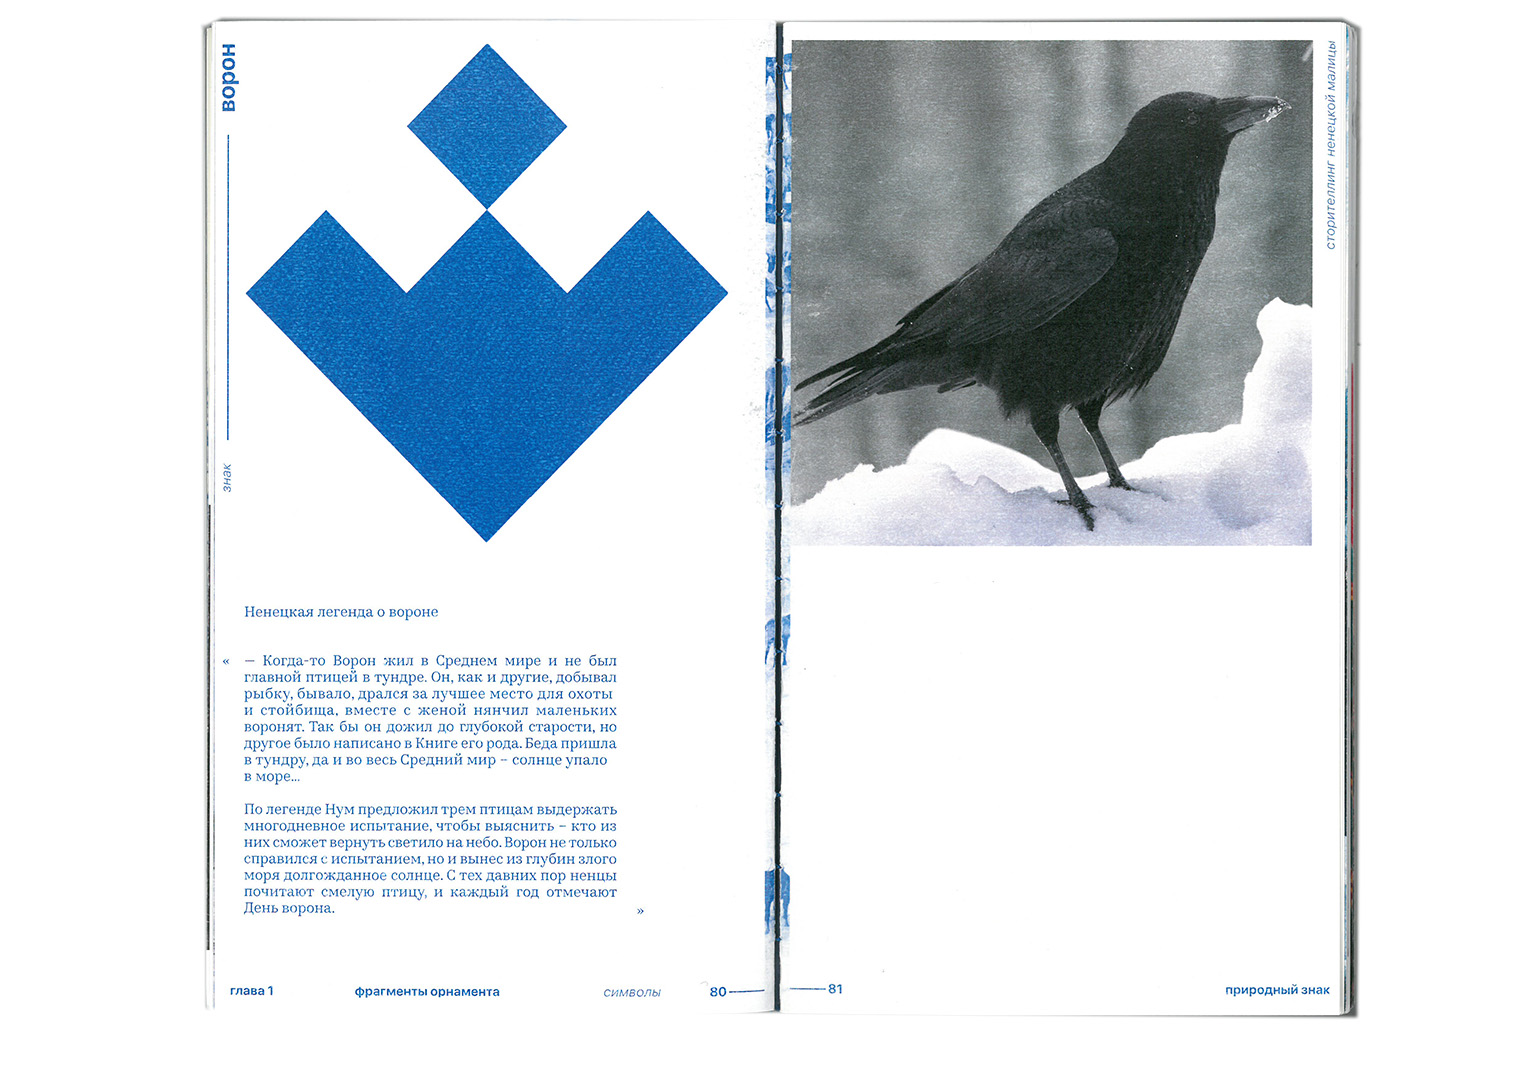 ворон
знак
Ненецкая легенда о вороне
« — Когда-то Ворон жил в Среднем мире и не был
главной птицей в тундре. Он, как и другие, добывал
рыбку, бывало, дрался за лучшее место для охоты
и стойбища, вместе с женой нянчил маленьких
воронят. Так бы он дожил до глубокой старости, но
другое было написано в Книге его рода. Беда пришла
в тундру, да и во весь Средний мир – солнце упало
в море...
По легенде Нум предложил трем птицам выдержать
многодневное испытание, чтобы выяснить – кто из
них сможет вернуть светило на небо. Ворон не только
справился с испытанием, но и вынес из глубин злого
моря долгожданное солнце. С тех давних пор ненцы
почитают смелую птицу, и каждый год отмечают
День ворона. »
глава 1 фрагменты орнамента символы 80
сторителлинг ненецкой малицы
81 природный знак